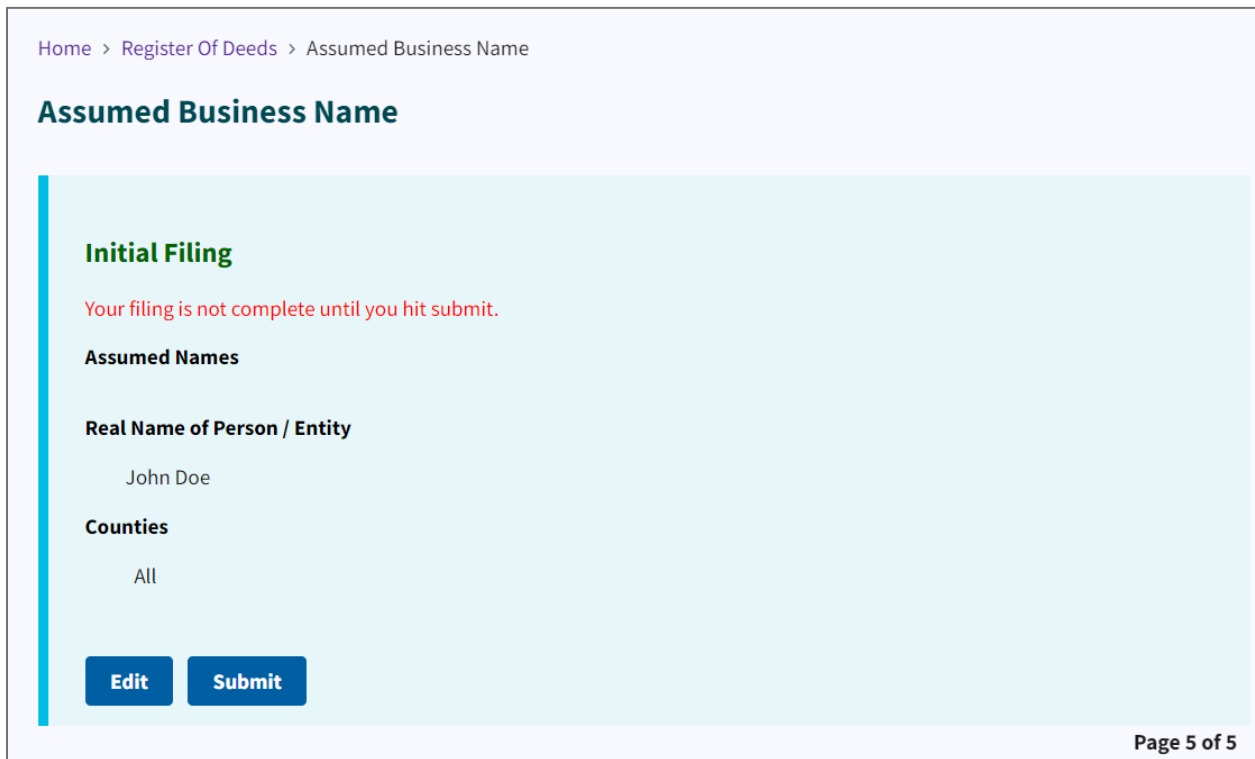 Home > Register Of Deeds > Assumed Business Name
Assumed Business Name
Initial Filing
Your filing is not complete until you hit submit.
Assumed Names
Real Name of Person / Entity
John Doe
Counties
All
Edit Submit
Page 5 of 5